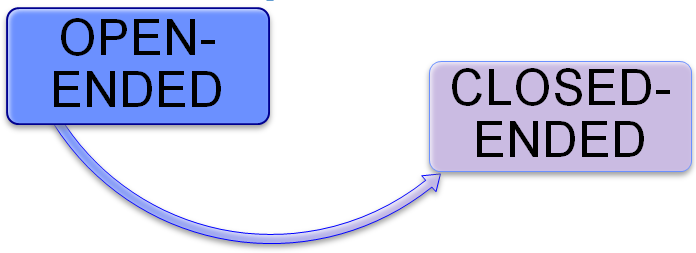 OPEN-
ENDED
CLOSED-
ENDED